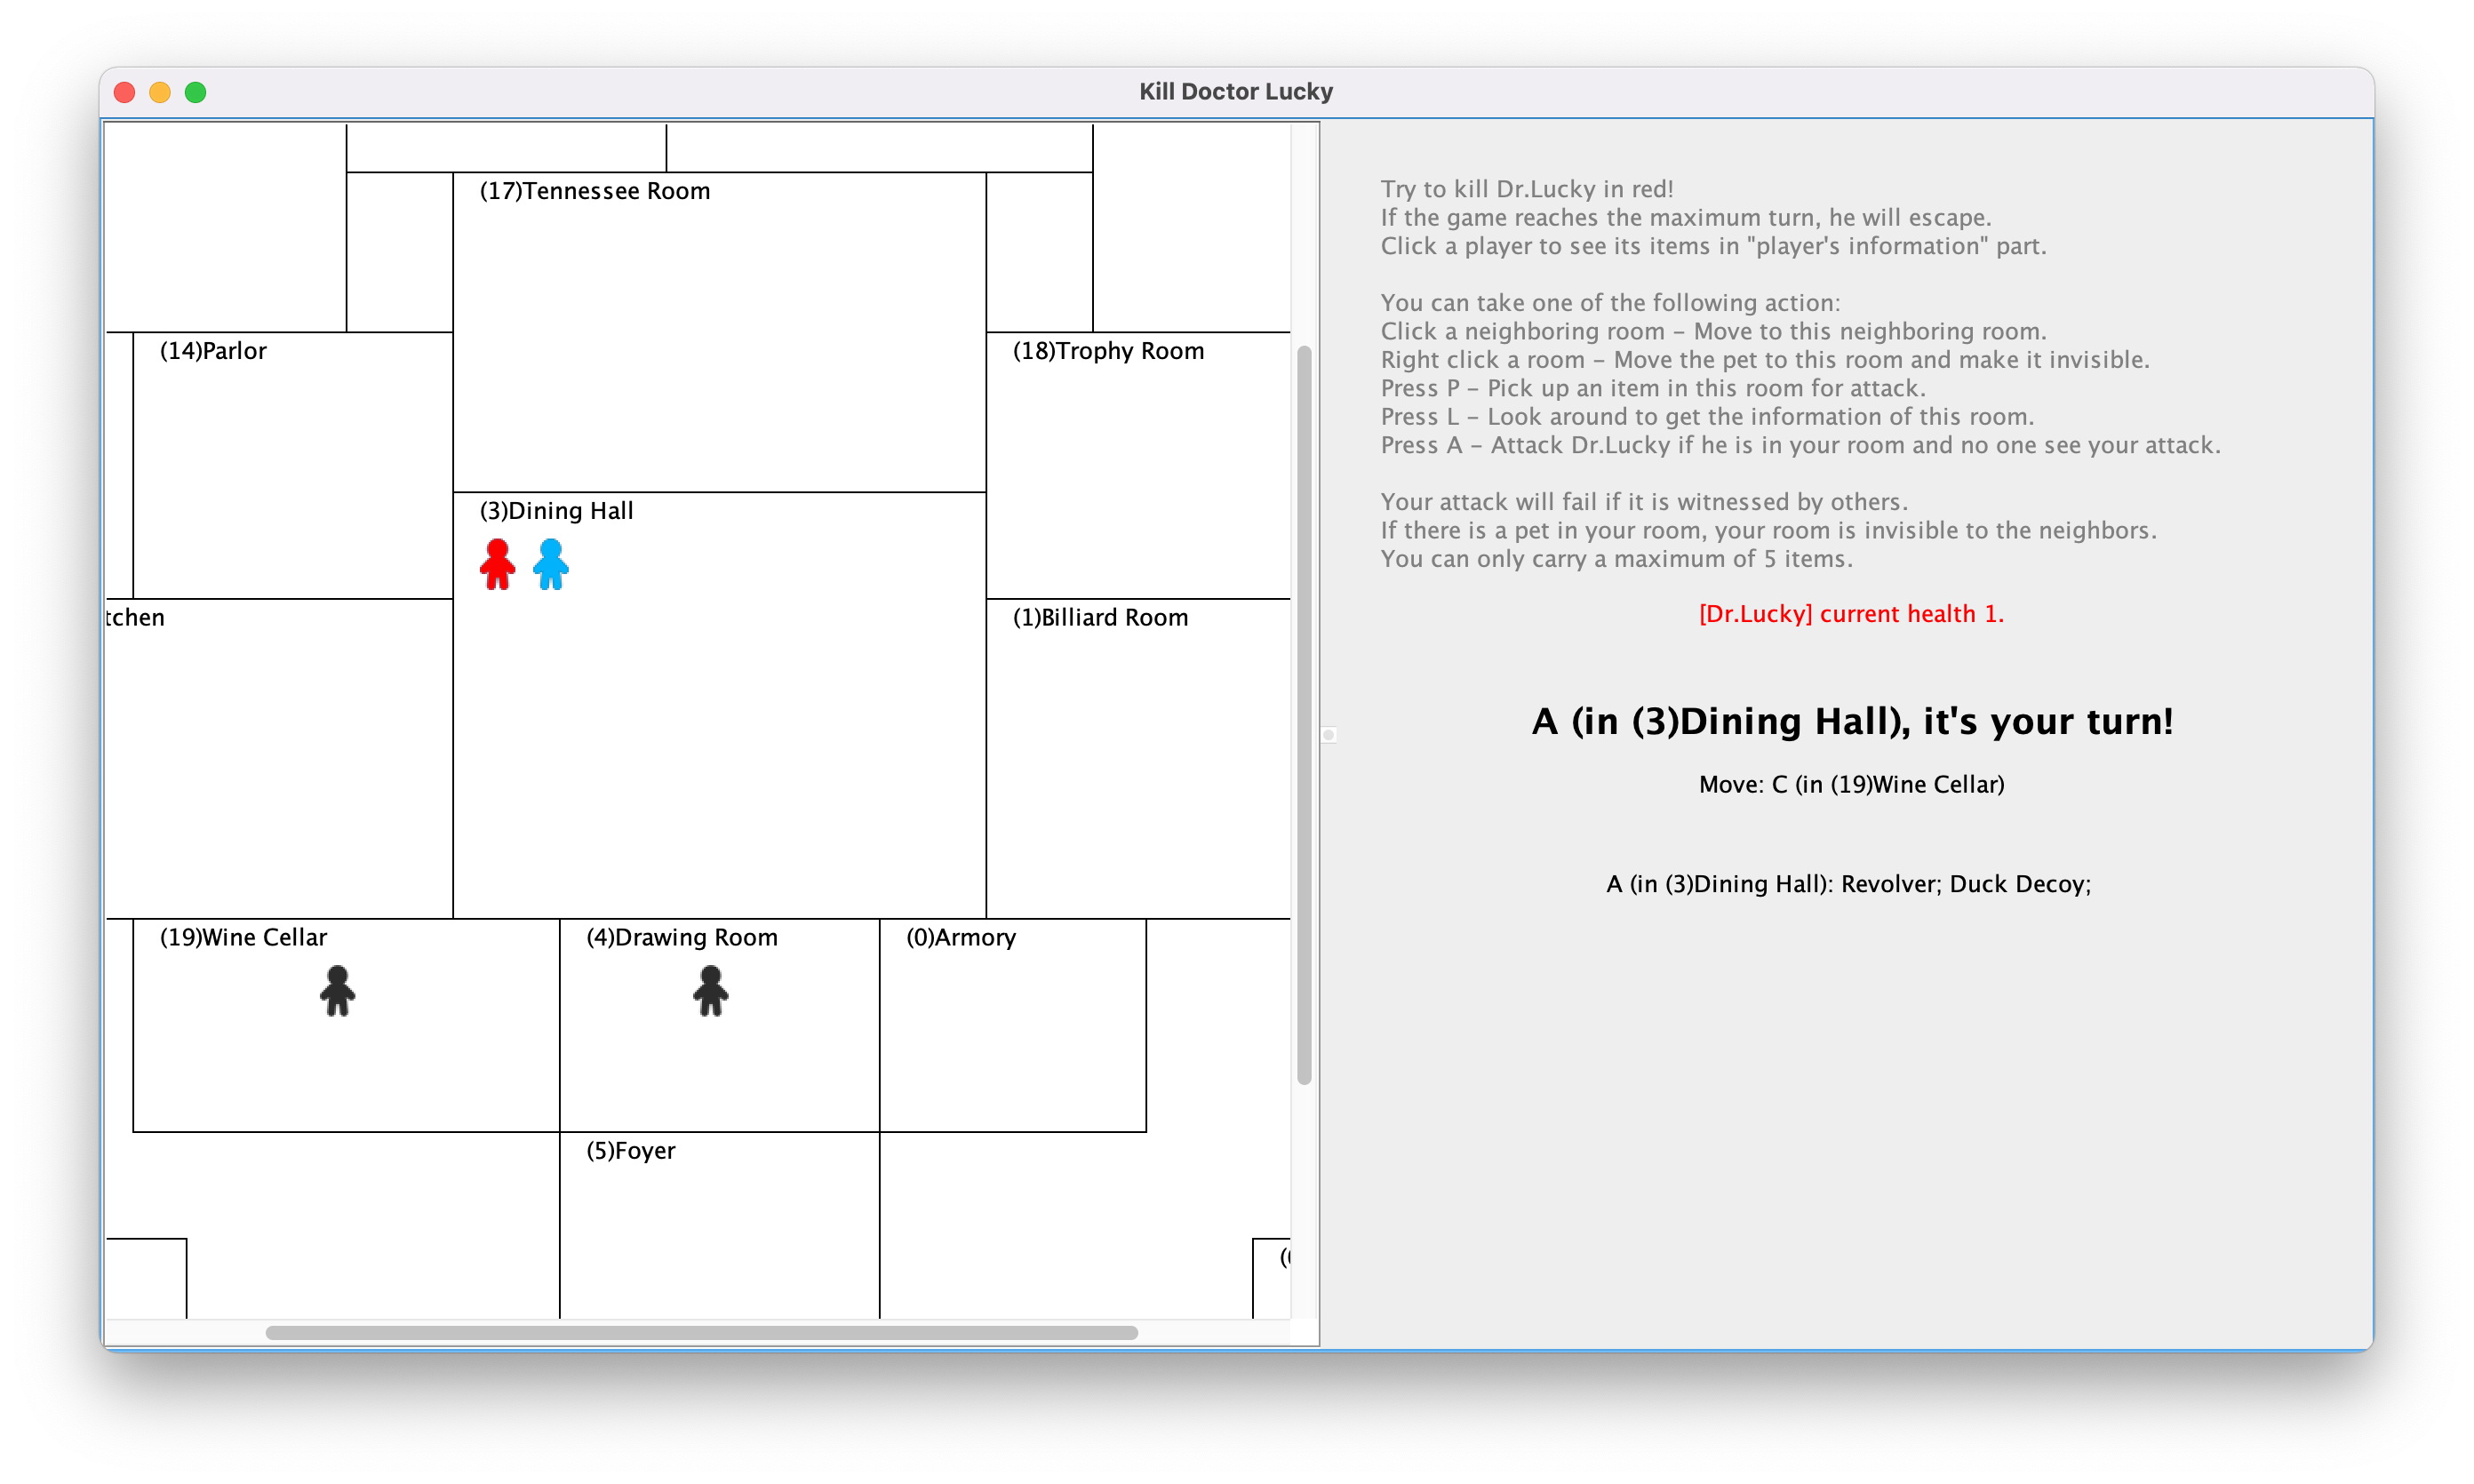 Kill Doctor Lucky
(17)Tennessee Room
(14)Parlor
(18)Trophy Room
(3)Dining Hall
tchen
(1)Billiard Room
(19)Wine Cellar
(4)Drawing Room
(0)Armory
(5)Foyer
Try to kill Dr.Lucky in red!
If the game reaches the maximum turn, he will escape.
Click a player to see its items in "player's information" part.
You can take one of the following action:
Click a neighboring room – Move to this neighboring room.
Right click a room – Move the pet to this room and make it invisible.
Press P – Pick up an item in this room for attack.
Press L – Look around to get the information of this room.
Press A – Attack Dr.Lucky if he is in your room and no one see your attack.
Your attack will fail if it is witnessed by others.
If there is a pet in your room, your room is invisible to the neighbors.
You can only carry a maximum of 5 items.
[Dr.Lucky] current health 1.
A (in (3)Dining Hall), it's your turn!
Move: C (in (19)Wine Cellar)
A (in (3)Dining Hall): Revolver; Duck Decoy;